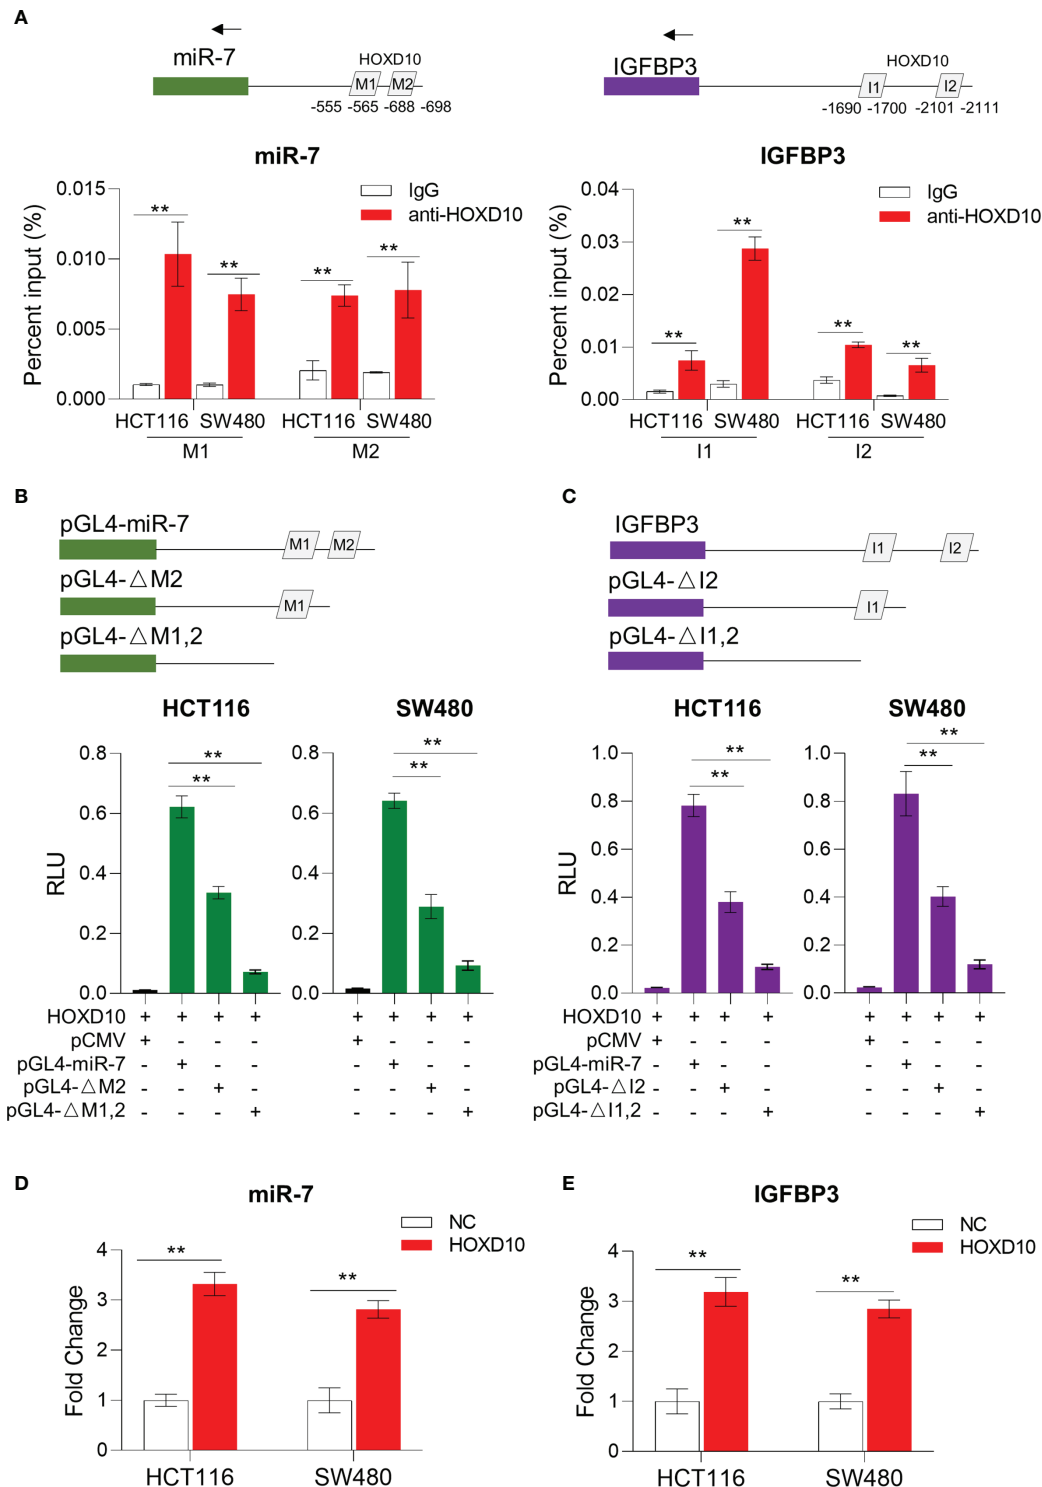 A
miR-7
HOXD10
M1 M2
-555 -565 -688 -698
IGFBP3
HOXD10
I1 I2
-1690 -1700 -2101 -2111
miR-7
Percent input (%)
0.015
0.010
0.005
0.000
IgG
anti-HOXD10
** ** ** **
HCT116 SW480 HCT116 SW480
M1 M2
IGFBP3
Percent input (%)
0.04
0.03
0.02
0.01
0.00
IgG
anti-HOXD10
** ** ** **
HCT116 SW480 HCT116 SW480
I1 I2
B
pGL4-miR-7
M1 M2
pGL4-△M2
M1
pGL4-△M1,2
HCT116 SW480
RLU
0.8 0.8
0.6 0.6
0.4 0.4
0.2 0.2
0.0 0.0
** ** ** **
HOXD10 + + + + + + + +
pCMV + - - - + - - -
pGL4-miR-7 - + - - - + - -
pGL4-△M2 - - + - - - + -
pGL4-△M1,2 - - - + - - - +
C
IGFBP3
I1 I2
pGL4-△I2
I1
pGL4-△I1,2
HCT116 SW480
RLU
1.0 1.0
0.8 0.8
0.6 0.6
0.4 0.4
0.2 0.2
0.0 0.0
** ** ** **
HOXD10 + + + + + + + +
pCMV + - - - + - - -
pGL4-miR-7 - + - - - + - -
pGL4-△I2 - - + - - - + -
pGL4-△I1,2 - - - + - - - +
D
miR-7
NC
HOXD10
Fold Change
4
3
2
1
0
** **
HCT116 SW480
E
IGFBP3
NC
HOXD10
Fold Change
4
3
2
1
0
** **
HCT116 SW480